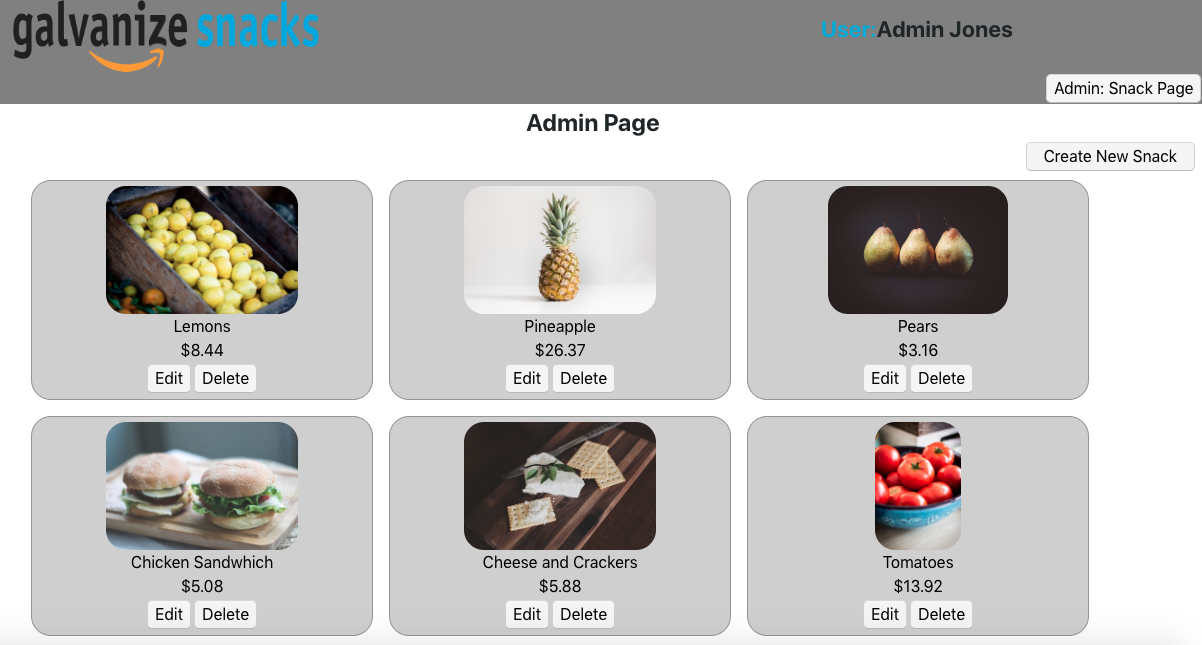 galvanize snacks
User:Admin Jones
Admin: Snack Page
Admin Page
Create New Snack
Lemons
$8.44
Edit Delete
Pineapple
$26.37
Edit Delete
Pears
$3.16
Edit Delete
Chicken Sandwhich
$5.08
Edit Delete
Cheese and Crackers
$5.88
Edit Delete
Tomatoes
$13.92
Edit Delete